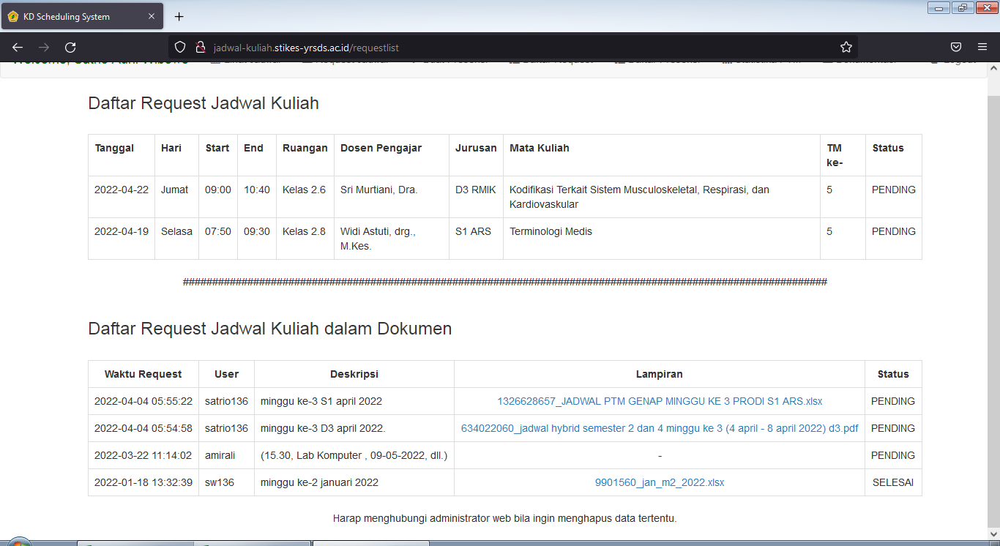 KD Scheduling System
jadwal-kuliah.stikes-yrsds.ac.id/requestlist
Daftar Request Jadwal Kuliah
Tanggal Hari Start End Ruangan Dosen Pengajar Jurusan Mata Kuliah TM ke- Status
2022-04-22 Jumat 09:00 10:40 Kelas 2.6 Sri Murtiani, Dra. D3 RMIK Kodifikasi Terkait Sistem Musculoskeletal, Respirasi, dan 5 PENDING
Kardiovaskular
2022-04-19 Selasa 07:50 09:30 Kelas 2.8 Widi Astuti, drg., S1 ARS Terminologi Medis 5 PENDING
M.Kes.
Daftar Request Jadwal Kuliah dalam Dokumen
Waktu Request User Deskripsi Lampiran Status
2022-04-04 05:55:22 satrio136 minggu ke-3 S1 april 2022 1326628657_JADWAL PTM GENAP MINGGU KE 3 PRODI S1 ARS.xlsx PENDING
2022-04-04 05:54:58 satrio136 minggu ke-3 D3 april 2022. 634022060_jadwal hybrid semester 2 dan 4 minggu ke 3 (4 april - 8 april 2022) d3.pdf PENDING
2022-03-22 11:14:02 amirali (15.30, Lab Komputer , 09-05-2022, dll.) - PENDING
2022-01-18 13:32:39 sw136 minggu ke-2 januari 2022 9901560_jan_m2_2022.xlsx SELESAI
Harap menghubungi administrator web bila ingin menghapus data tertentu.